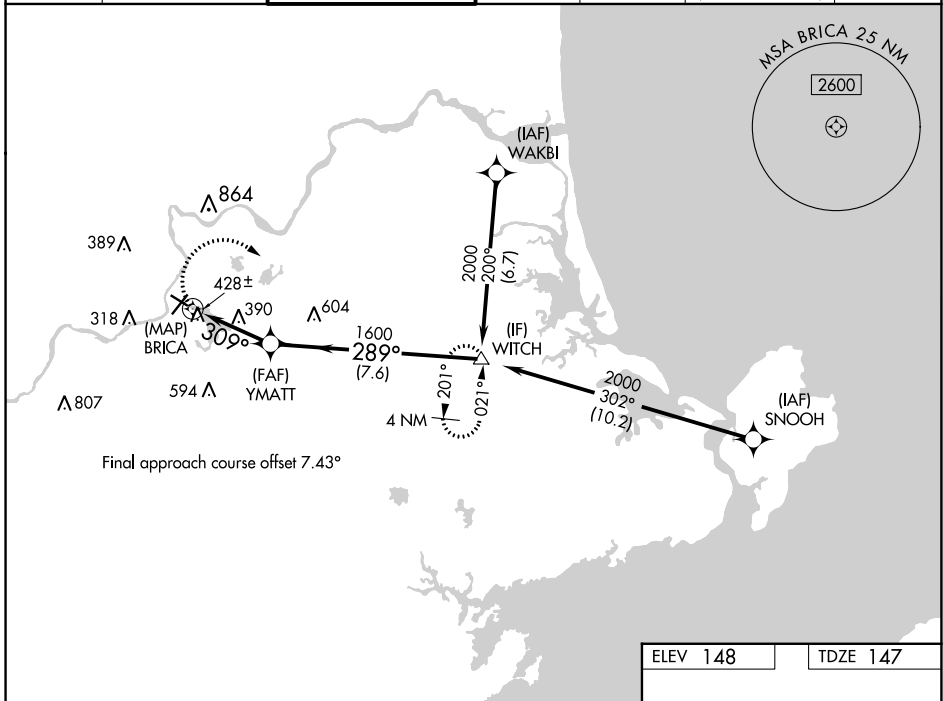 MSA BRICA 25 NM
2600
(IAF)
WAKBI
864
389
2000
200°
(6.7)
428±
318
390
604
(MAP)
BRICA
309°
(IF)
WITCH
1600
289°
(7.6)
(FAF)
YMATT
2000
302°
(10.2)
(IAF)
SNOOH
201°
021°
4 NM
594
807
Final approach course offset 7.43°
ELEV 148
TDZE 147